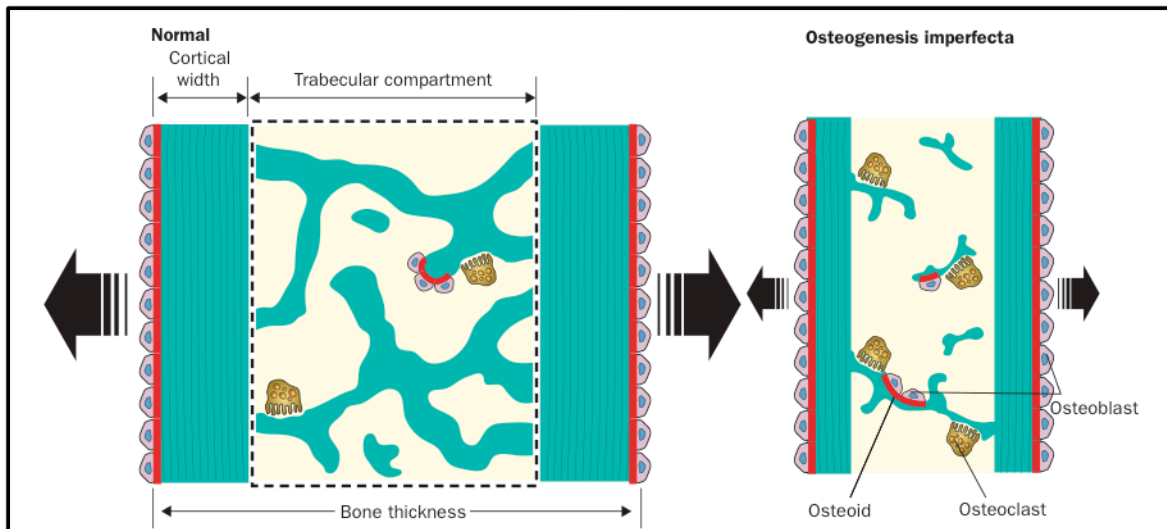 Normal
Cortical
width
Trabecular compartment
Osteogenesis imperfecta
Osteoblast
Bone thickness
Osteoid
Osteoclast